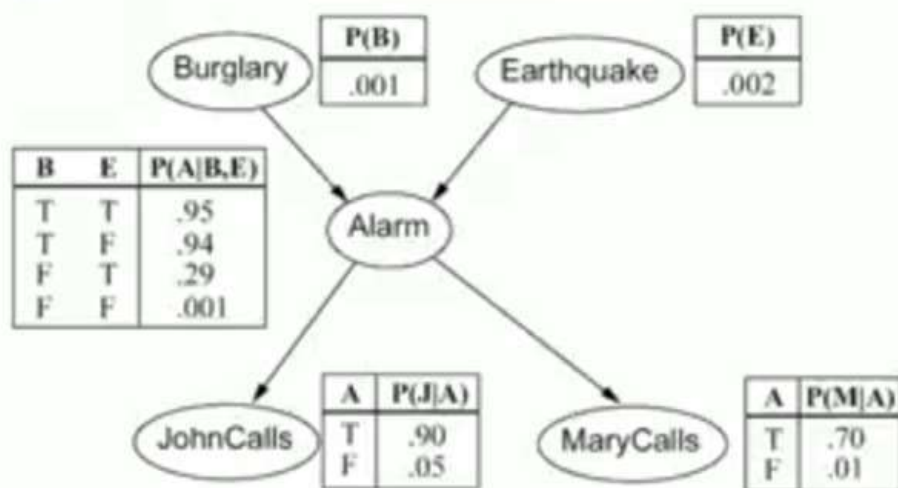 Burglary
P(B)
.001
Earthquake
P(E)
.002
B E P(A|B,E)
T T .95
T F .94
F T .29
F F .001
Alarm
JohnCalls
A P(J|A)
T .90
F .05
MaryCalls
A P(M|A)
T .70
F .01